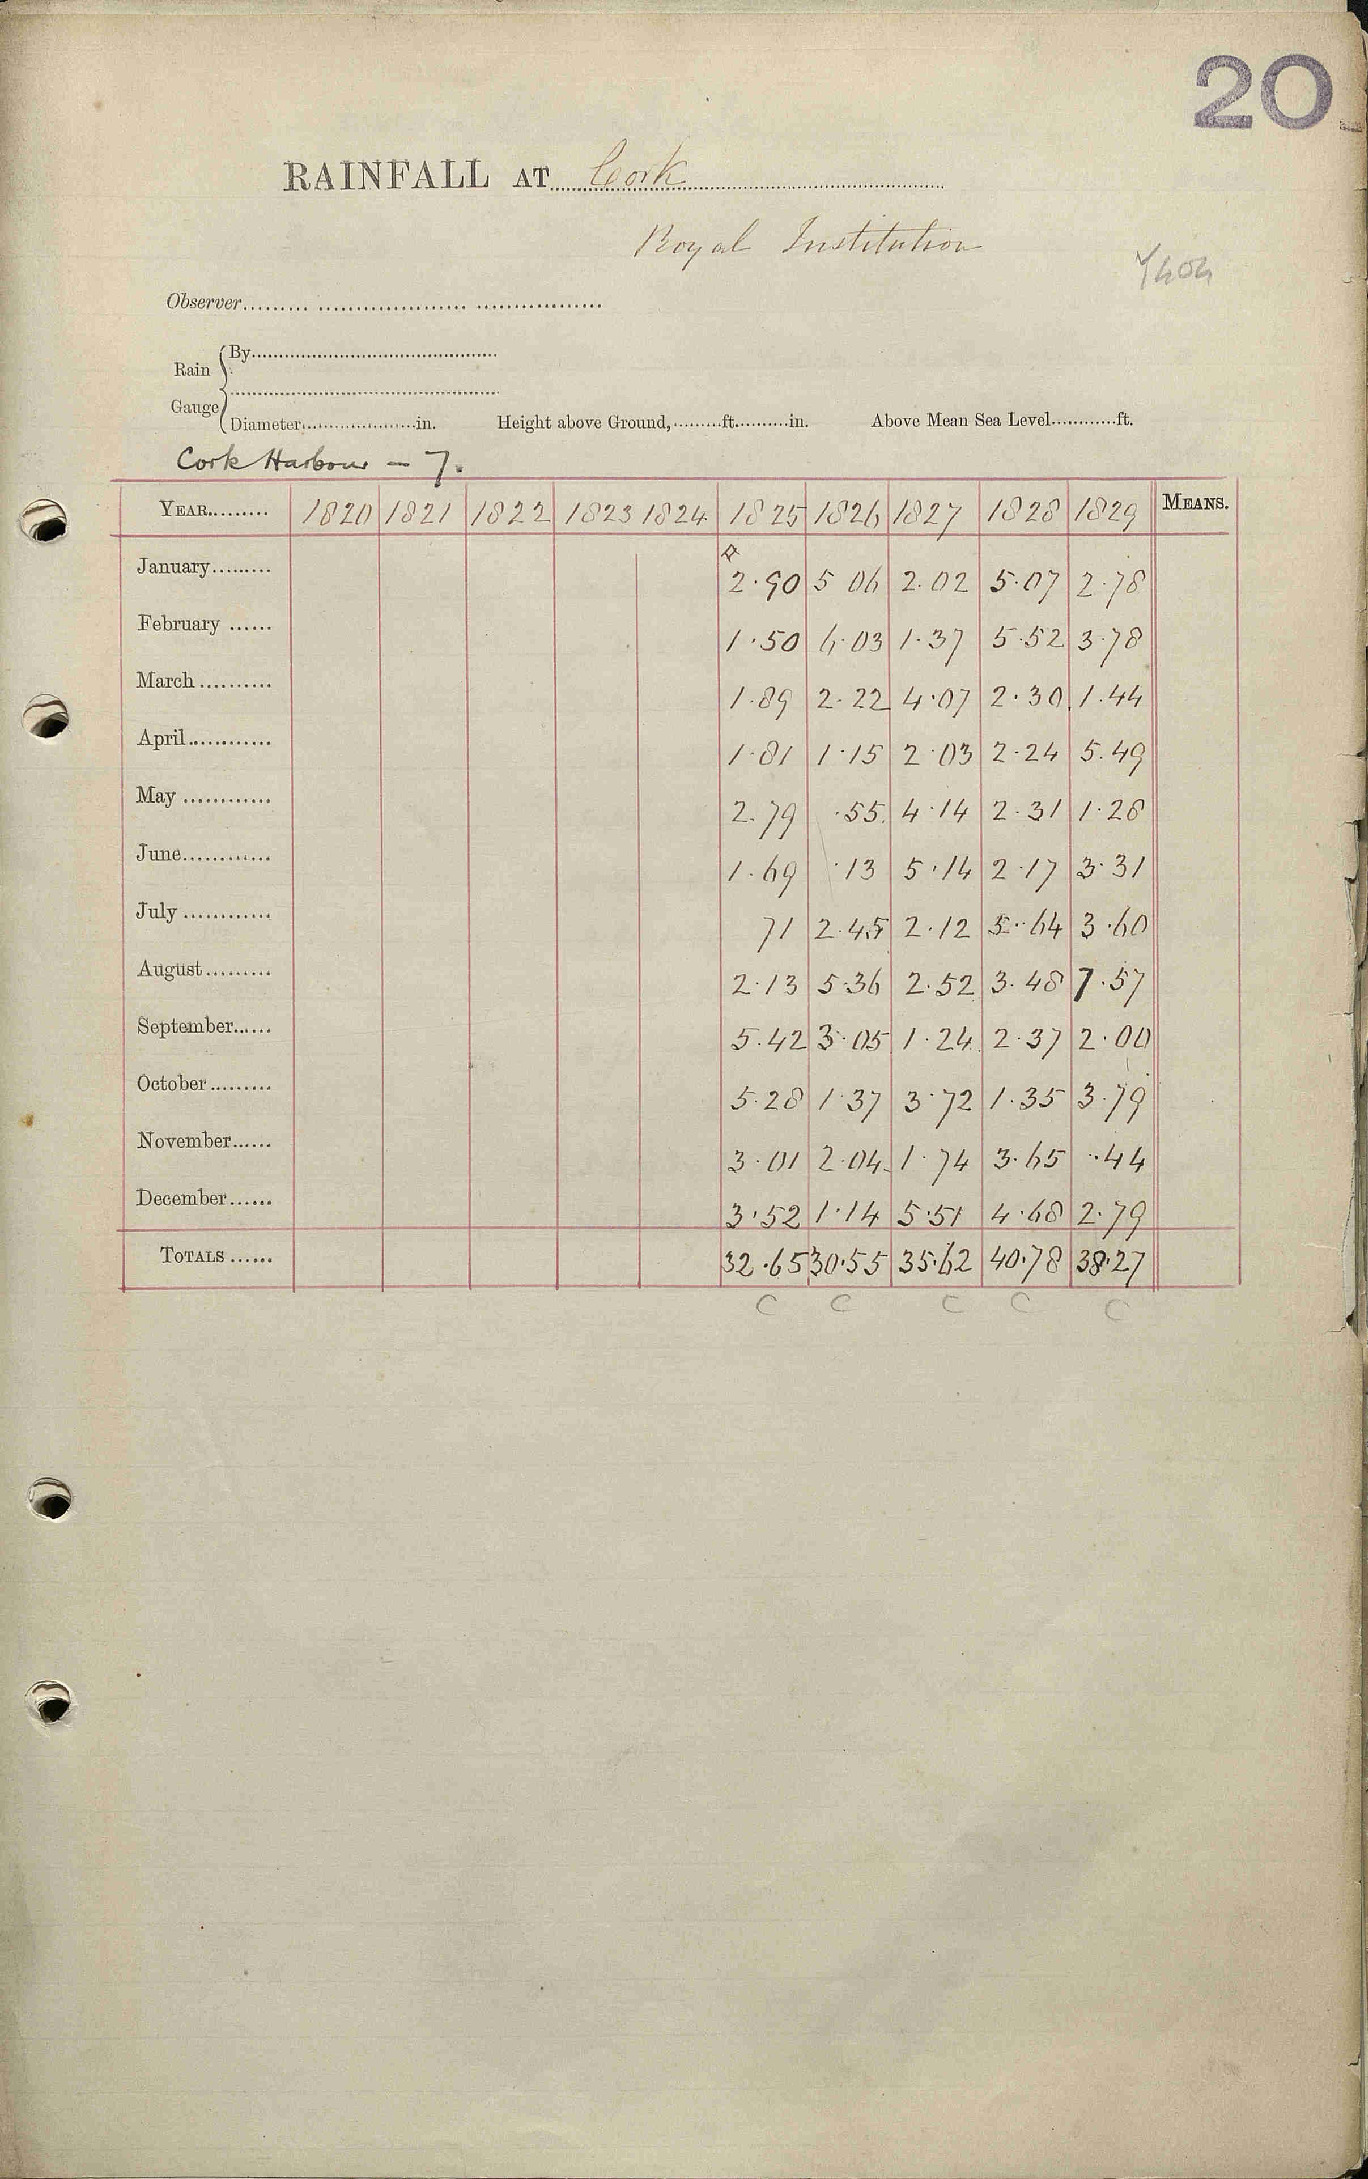 20
RAINFALL AT Cork
Royal Institution
Observer
Rain Gauge
By
Diameter in. Height above Ground, ft. in. Above Mean Sea Level ft.
Cork Harbour - 7.
YEAR 1820 1821 1822 1823 1824 1825 1826 1827 1828 1829 MEANS.
January 2.90 5 06 2.02 5.07 2.78
February 1.50 6.03 1.37 5.52 3.78
March 1.89 2.22 4.07 2.30 1.44
April 1.81 1.15 2.03 2.24 5.49
May 2.79 .55 4.14 2.31 1.28
June 1.69 .13 5.14 2.17 3.31
July 71 2.45 2.12 5.64 3.60
August 2.13 5.36 2.52 3.48 7.57
September 5.42 3.05 1.24 2.37 2.00
October 5.28 1.37 3.72 1.35 3.79
November 3.01 2.04 1.74 3.65 .44
December 3.52 1.14 5.51 4.68 2.79
TOTALS 32.65 30.55 35.62 40.78 38.27
C C C C C